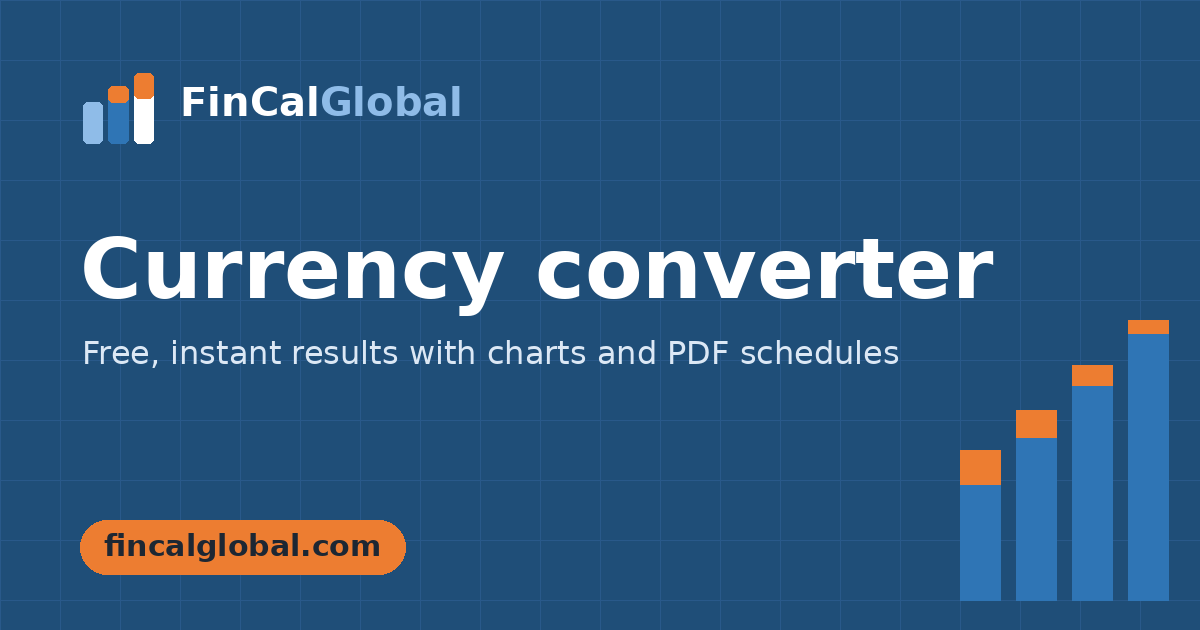 FinCalGlobal
Currency converter
Free, instant results with charts and PDF schedules
fincalglobal.com